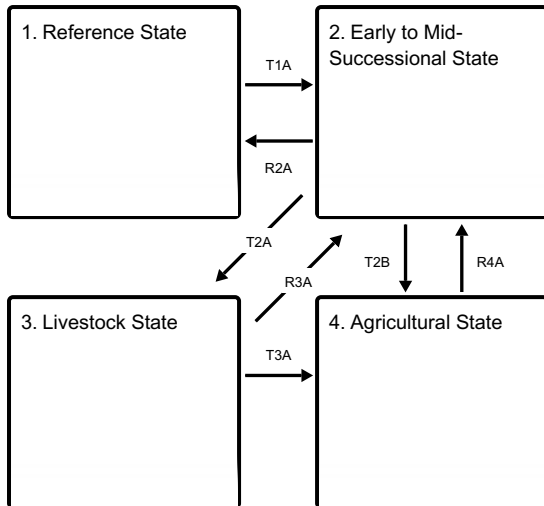 1. Reference State
2. Early to Mid-
Successional State
T1A
R2A
T2A
R3A
T2B
R4A
3. Livestock State
4. Agricultural State
T3A